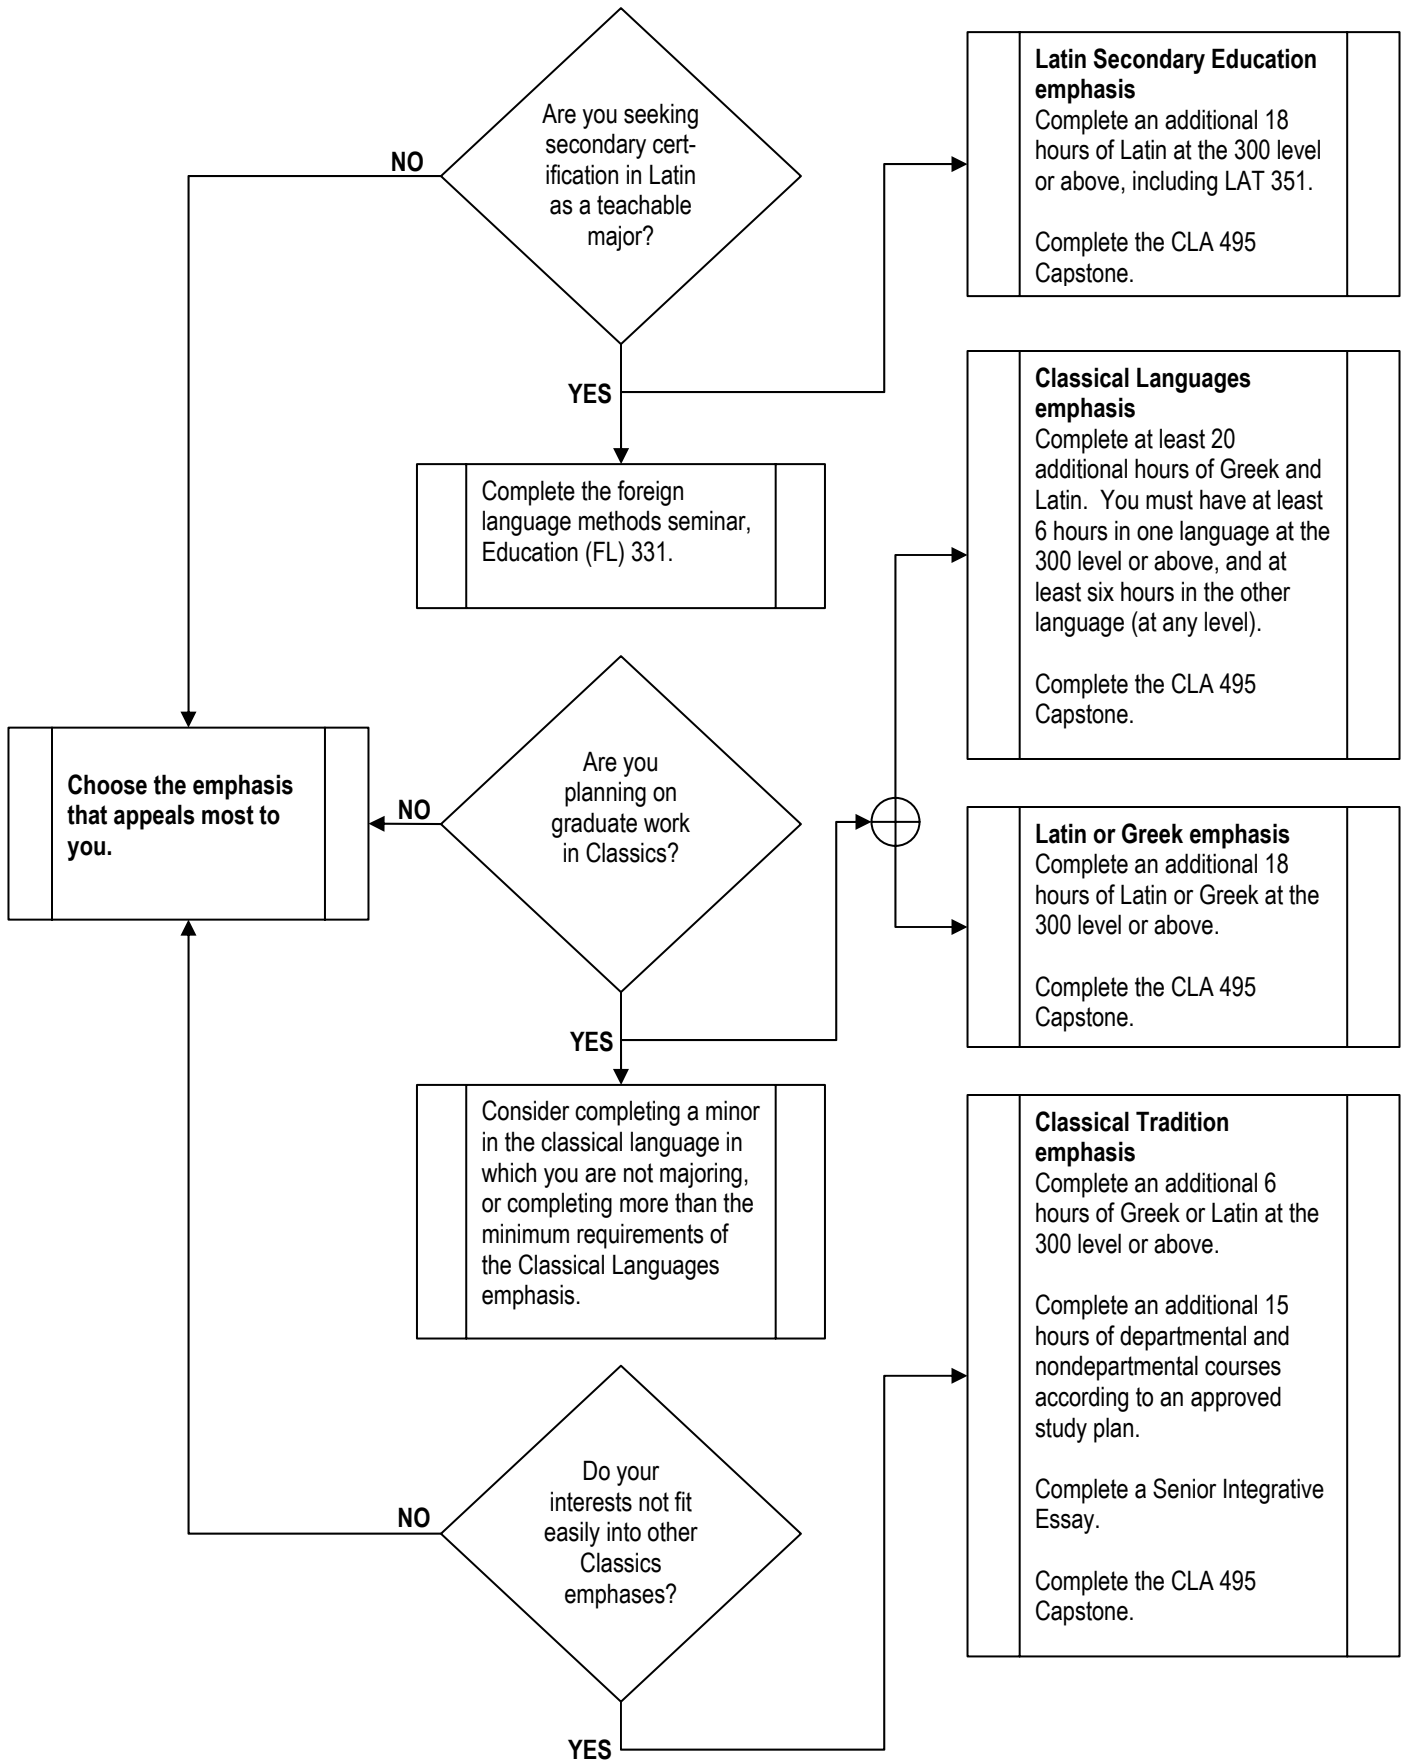 Are you seeking
secondary cert-
ification in Latin
as a teachable
major?
NO
YES
Latin Secondary Education
emphasis
Complete an additional 18
hours of Latin at the 300 level
or above, including LAT 351.
Complete the CLA 495
Capstone.
Complete the foreign
language methods seminar,
Education (FL) 331.
Classical Languages
emphasis
Complete at least 20
additional hours of Greek and
Latin.  You must have at least
6 hours in one language at the
300 level or above, and at
least six hours in the other
language (at any level).
Complete the CLA 495
Capstone.
Choose the emphasis
that appeals most to
you.
NO
Are you
planning on
graduate work
in Classics?
YES
Latin or Greek emphasis
Complete an additional 18
hours of Latin or Greek at the
300 level or above.
Complete the CLA 495
Capstone.
Consider completing a minor
in the classical language in
which you are not majoring,
or completing more than the
minimum requirements of
the Classical Languages
emphasis.
Classical Tradition
emphasis
Complete an additional 6
hours of Greek or Latin at the
300 level or above.
Complete an additional 15
hours of departmental and
nondepartmental courses
according to an approved
study plan.
Complete a Senior Integrative
Essay.
Complete the CLA 495
Capstone.
NO
Do your
interests not fit
easily into other
Classics
emphases?
YES